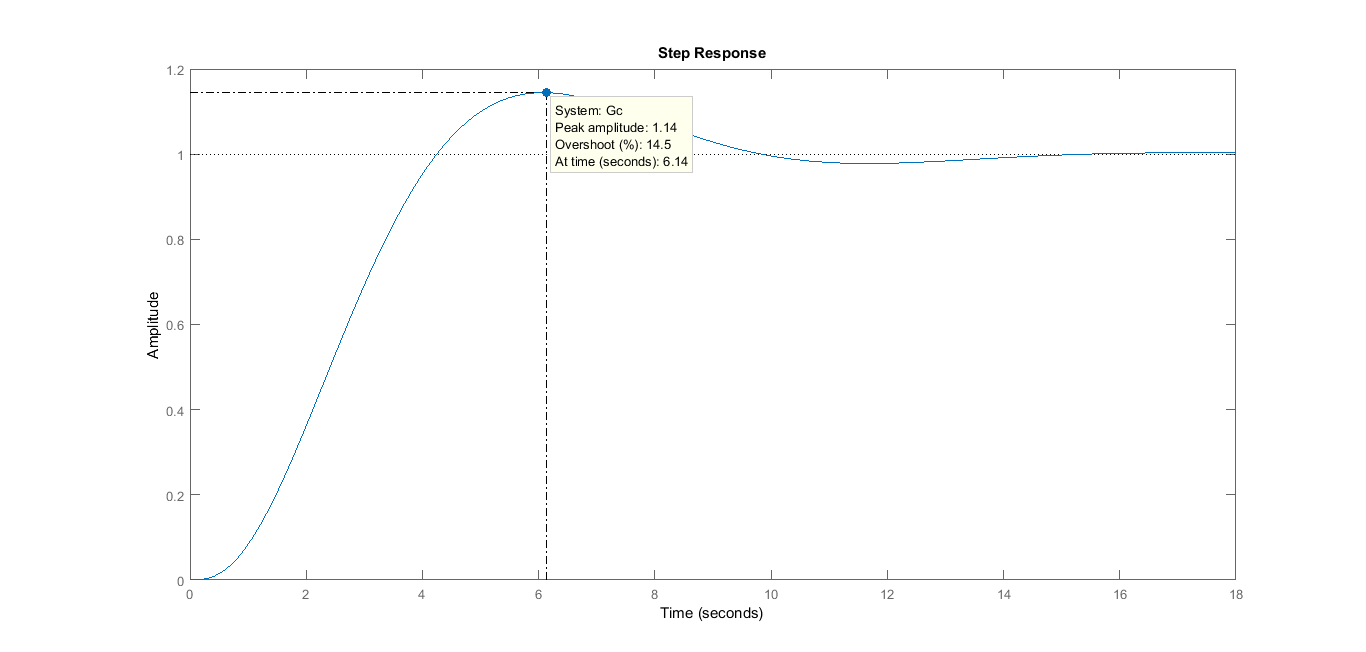 Step Response
1.2
System: Gc
Peak amplitude: 1.14
Overshoot (%): 14.5
At time (seconds): 6.14
1
0.8
0.6
0.4
0.2
0
Amplitude
0 2 4 6 8 10 12 14 16 18
Time (seconds)